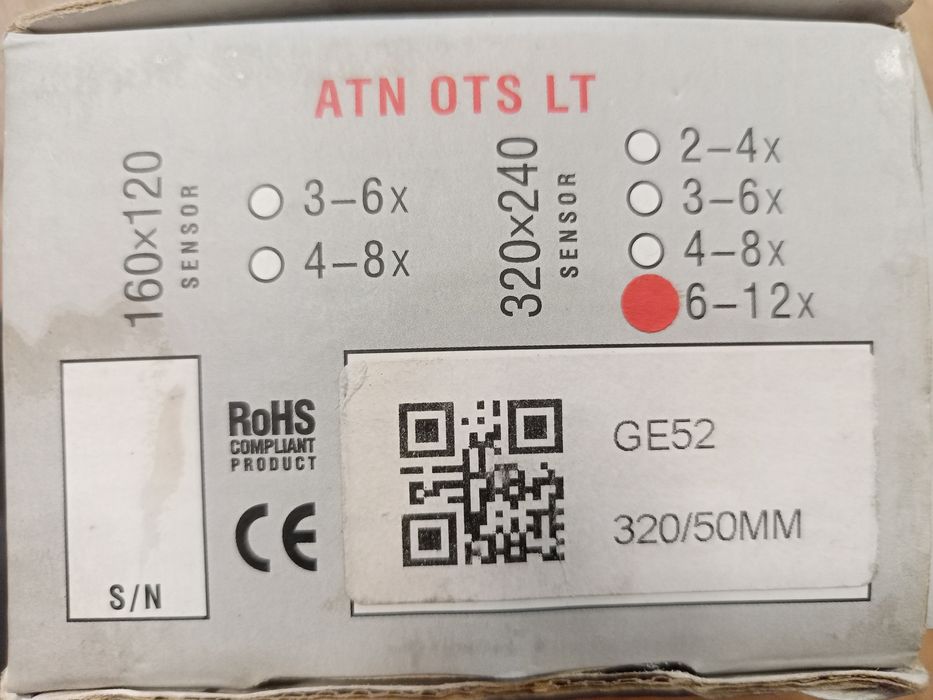 ATN OTS LT
160x120
SENSOR
3–6x
4–8x
320x240
SENSOR
2–4x
3–6x
4–8x
6–12x
S/N
RoHS
COMPLIANT
PRODUCT
CE
GE52
320/50MM